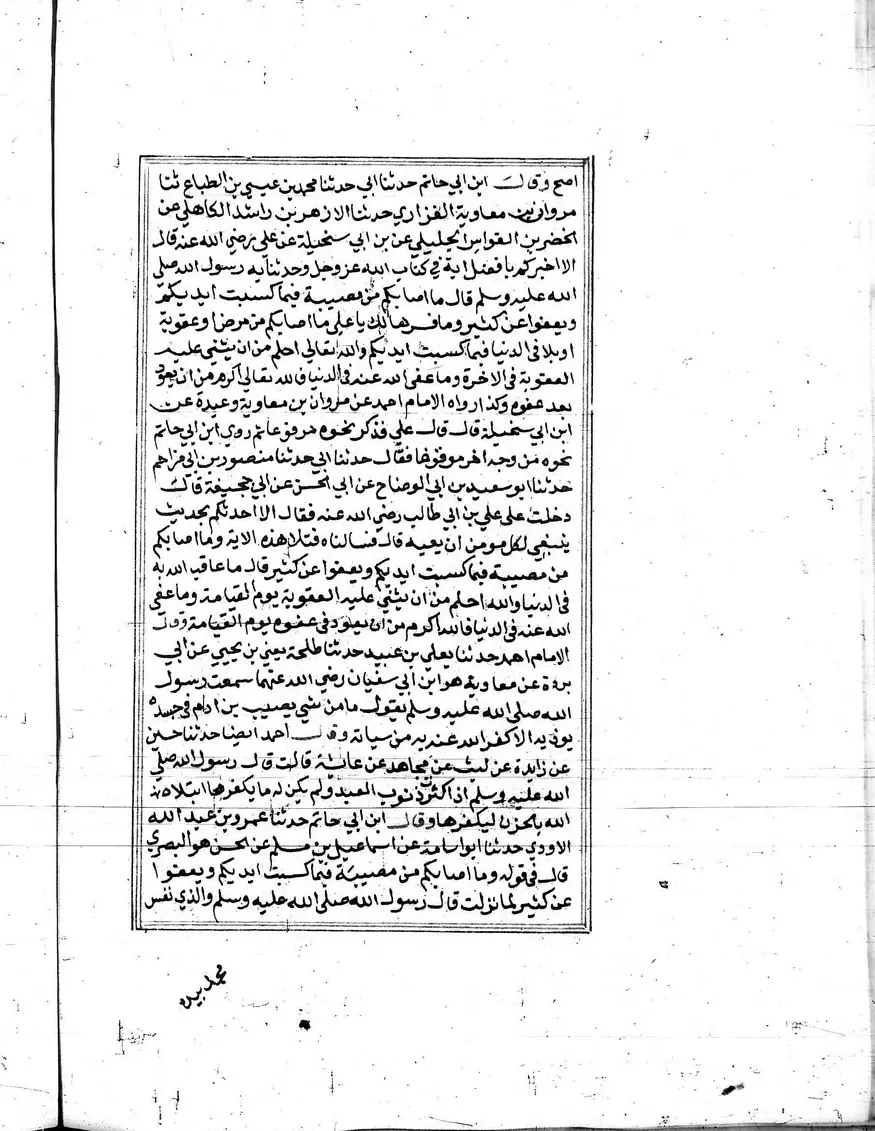 اصح وقال ابن ابي حاتم حدثنا ابي حدثنا محمد بن عيسى بن الطباع ثنا
مروان بن معاوية الفزاري حدثنا الازهر بن راشد الكاهلي عن
الخضر بن القواس البجليلي عن بن ابي سخيلة عن علي رضي الله عنه قال
الا اخبركم بافضل اية في كتاب الله عز وجل وحدثنا به رسول الله صلى
الله عليه وسلم قال ما اصابكم من مصيبة فبما كسبت ايديكم
ويعفوا عن كثير وسافسرها لك يا علي ما اصابكم من مرض او عقوبة
او بلا في الدنيا فبما كسبت ايديكم والله تعالى احلم من ان يثني عليه
العقوبة في الاخرة وما عفى الله عنه في الدنيا فالله تعالى اكرم من ان يعود
بعد عفوه وكذا رواه الامام احمد عن مروان بن معاوية وعبدة عن
ابن ابي سخيلة قال قال علي فذكر نحوه مرفوعا ثم روى ابن ابي حاتم
نحوه من وجه اخر موقوفا فقال حدثنا ابي حدثنا منصور بن ابي مزاحم
حدثنا ابو سعيد بن ابي الوضاح عن ابي الحسن عن ابي جحيفة قال
دخلت على علي بن ابي طالب رضي الله عنه فقال الا احدثكم بحديث
ينبغي لكل مومن ان يعيه قال فسالناه فتلا هذه الاية وما اصابكم
من مصيبة فبما كسبت ايديكم ويعفوا عن كثير قال ما عاقب الله به
في الدنيا والله احلم من ان يثني عليه العقوبة يوم القيامة وما عفى
الله عنه في الدنيا فالله اكرم من ان يعود في عفوه يوم القيامة وقال
الامام احمد حدثنا يعلي بن عبيد حدثنا طلحة يعني بن يحيى عن ابي
بردة عن معاوية هو ابن ابي سفيان رضي الله عنهما سمعت رسول
الله صلى الله عليه وسلم يقول ما من شي يصيب بن ادام في جسده
يوذيه الا كفر الله عنه به من سياته وقال احمد ايضا حدثنا حسين
عن زايدة عن ليث عن مجاهد عن عائشة قالت قال رسول الله صلى
الله عليه وسلم اذا كثرت ذنوب العبد ولم يكن له ما يكفرها ابتلاه
الله بالحزن ليكفرها وقال ابن ابي حاتم حدثنا عمرو بن عبد الله
الاودي حدثنا ابو اسامة عن اسماعيل بن مسلم عن الحسن هو البصري
قال في قوله وما اصابكم من مصيبة فبما كسبت ايديكم ويعفوا
عن كثير لما نزلت قال رسول الله صلى الله عليه وسلم والذي نفس
محمد بيده